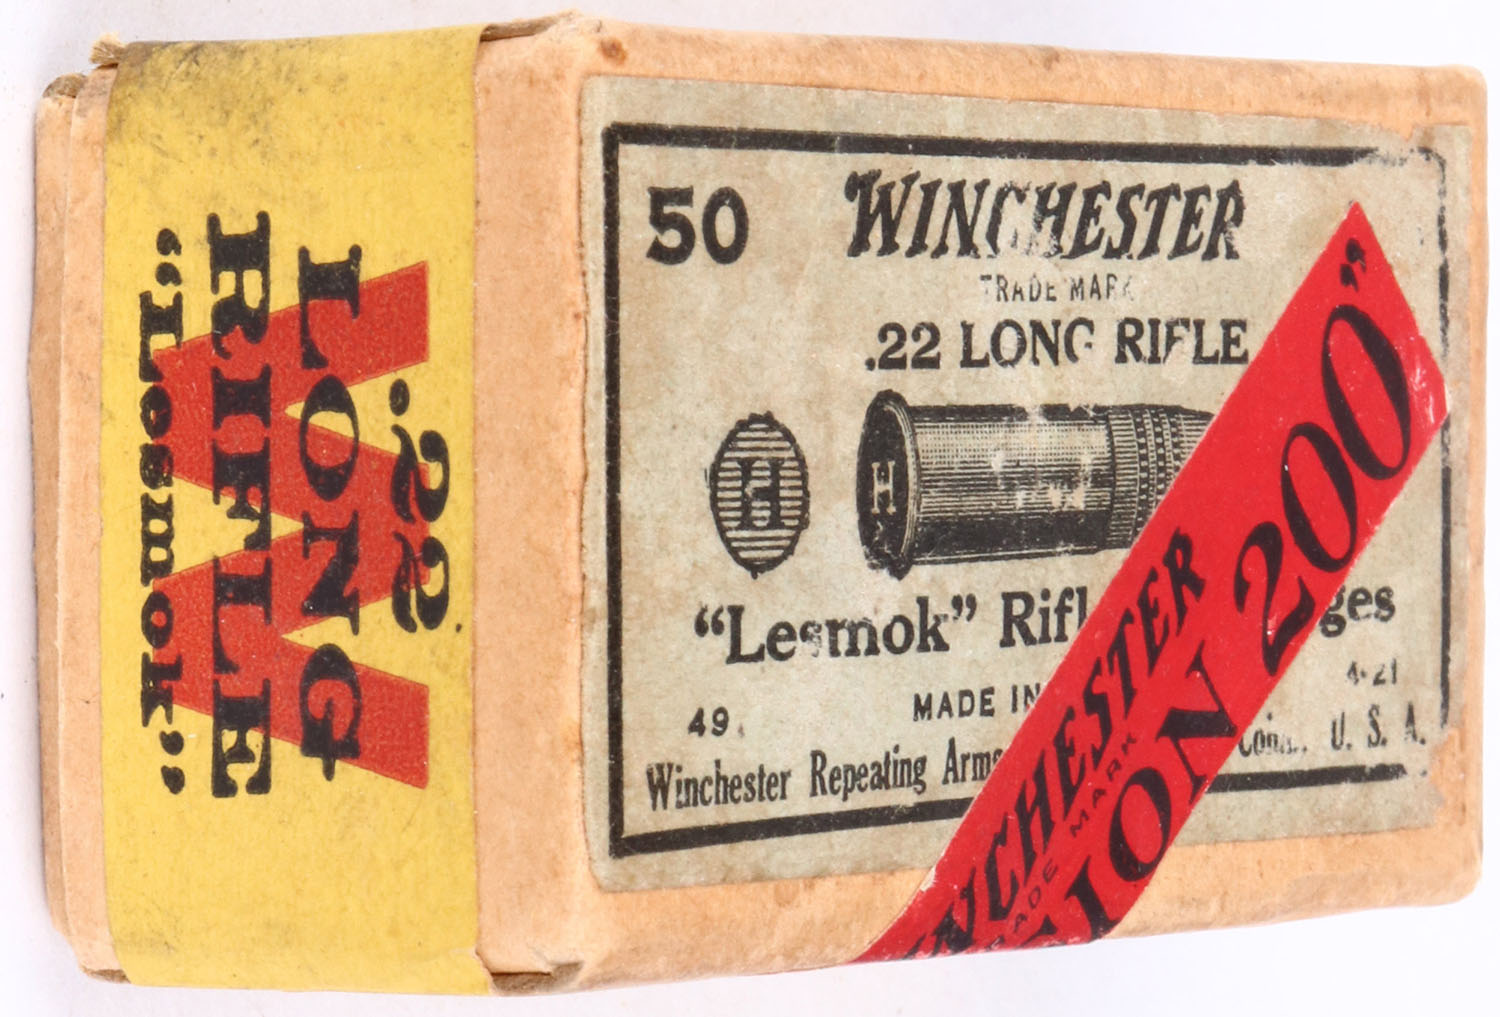 .22
LONG
RIFLE
"Lesmok"
W
50
WINCHESTER
TRADE MARK
.22 LONG RIFLE
H
H
"Lesmok" Rifl ges
MADE IN
49. 4-21
Winchester Repeating Arms Conn., U. S. A.
WINCHESTER
TRADE MARK
ION 200"